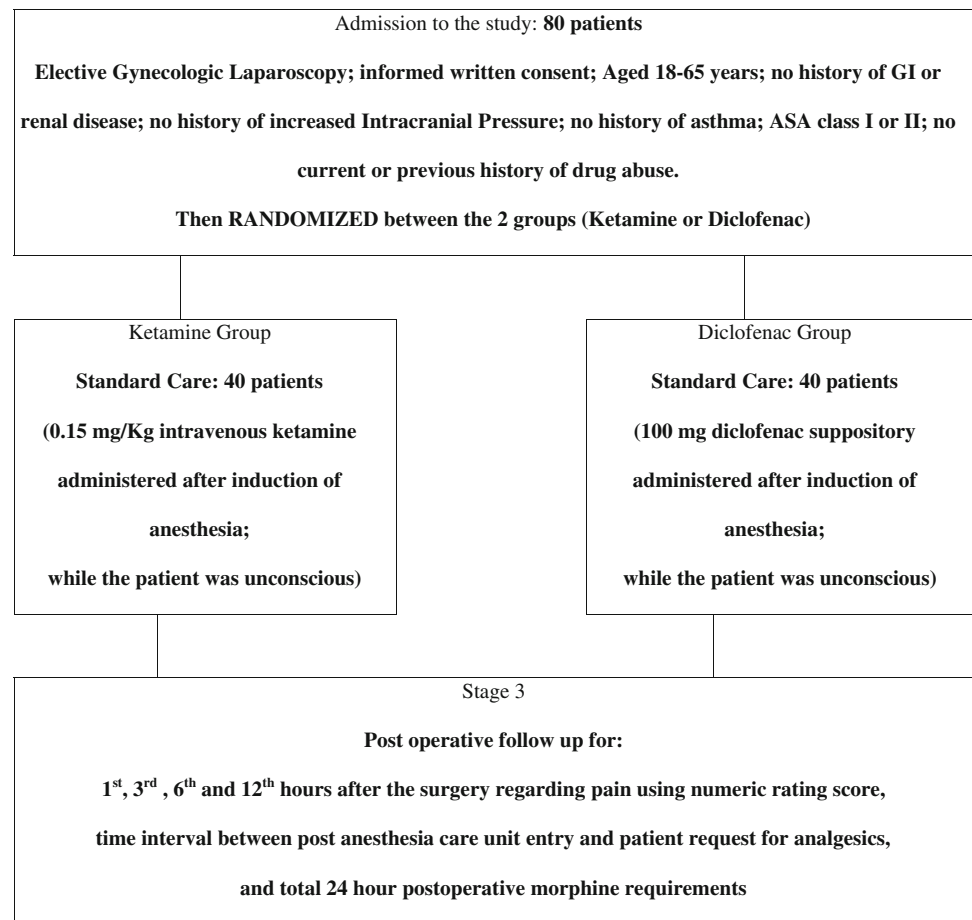 Admission to the study: 80 patients
Elective Gynecologic Laparoscopy; informed written consent; Aged 18-65 years; no history of GI or
renal disease; no history of increased Intracranial Pressure; no history of asthma; ASA class I or II; no
current or previous history of drug abuse.
Then RANDOMIZED between the 2 groups (Ketamine or Diclofenac)
Ketamine Group
Standard Care: 40 patients
(0.15 mg/Kg intravenous ketamine
administered after induction of
anesthesia;
while the patient was unconscious)
Diclofenac Group
Standard Care: 40 patients
(100 mg diclofenac suppository
administered after induction of
anesthesia;
while the patient was unconscious)
Stage 3
Post operative follow up for:
1st, 3rd , 6th and 12th hours after the surgery regarding pain using numeric rating score,
time interval between post anesthesia care unit entry and patient request for analgesics,
and total 24 hour postoperative morphine requirements